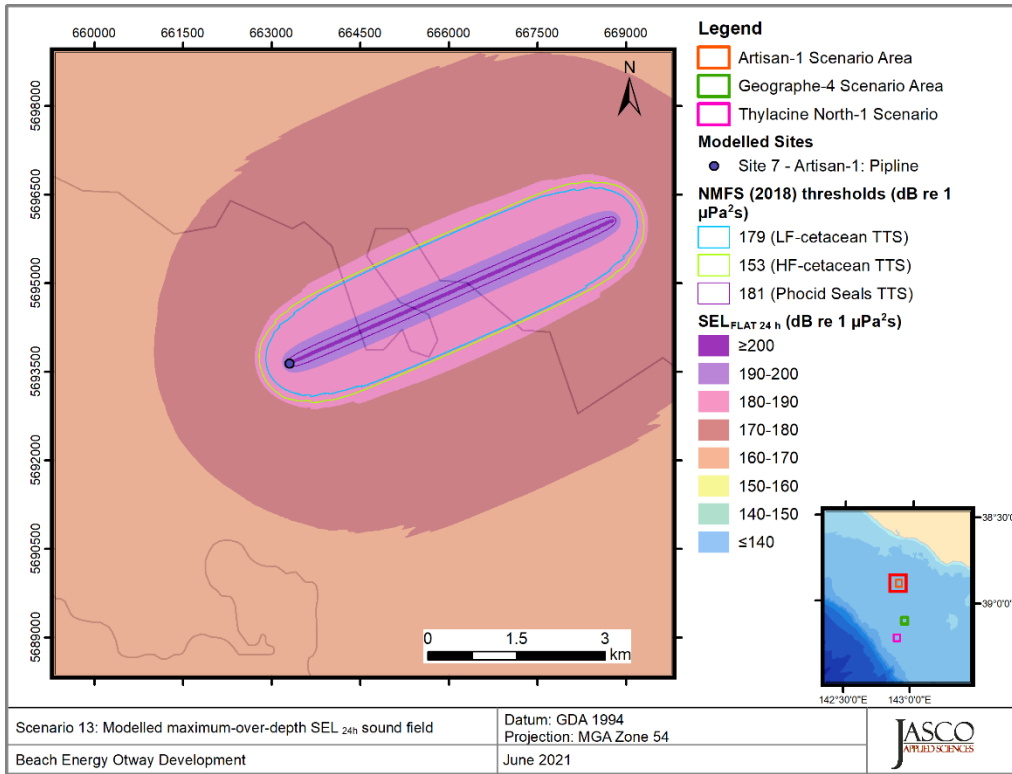 660000 661500 663000 664500 666000 667500 669000
5698000
5696500
5695000
5693500
5692000
5690500
5689000
N
0 1.5 3
km
Legend
Artisan-1 Scenario Area
Geographe-4 Scenario Area
Thylacine North-1 Scenario
Modelled Sites
Site 7 - Artisan-1: Pipline
NMFS (2018) thresholds (dB re 1
µPa²s)
179 (LF-cetacean TTS)
153 (HF-cetacean TTS)
181 (Phocid Seals TTS)
SEL FLAT 24 h (dB re 1 µPa²s)
≥200
190-200
180-190
170-180
160-170
150-160
140-150
≤140
38°30'
39°0'0"
142°30'0"E 143°0'0"E
Scenario 13: Modelled maximum-over-depth SEL 24h sound field
Beach Energy Otway Development
Datum: GDA 1994
Projection: MGA Zone 54
June 2021
JASCO
APPLIED SCIENCES